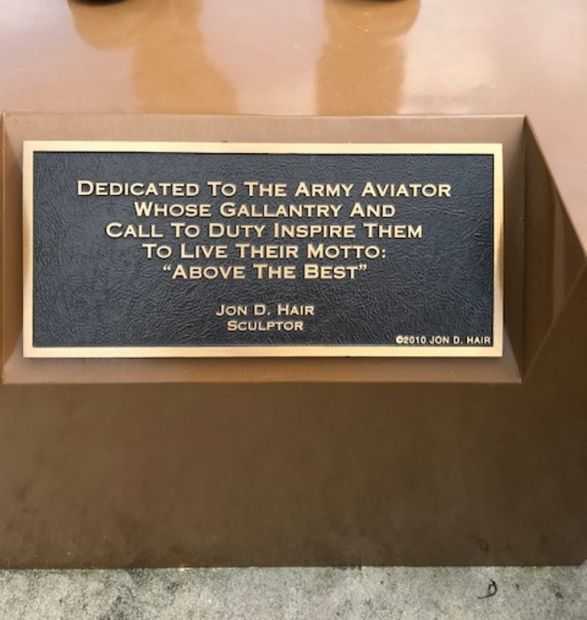 Dedicated To The Army Aviator
Whose Gallantry And
Call To Duty Inspire Them
To Live Their Motto:
“Above The Best”
Jon D. Hair
Sculptor
©2010 Jon D. Hair